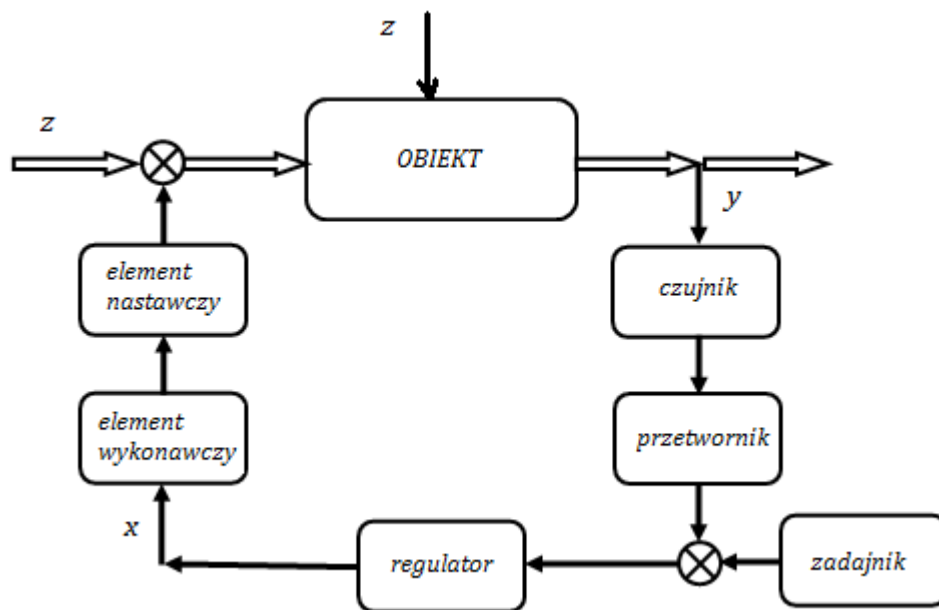 z
z
OBIEKT
y
element
nastawczy
czujnik
element
wykonawczy
przetwornik
x
regulator
zadajnik